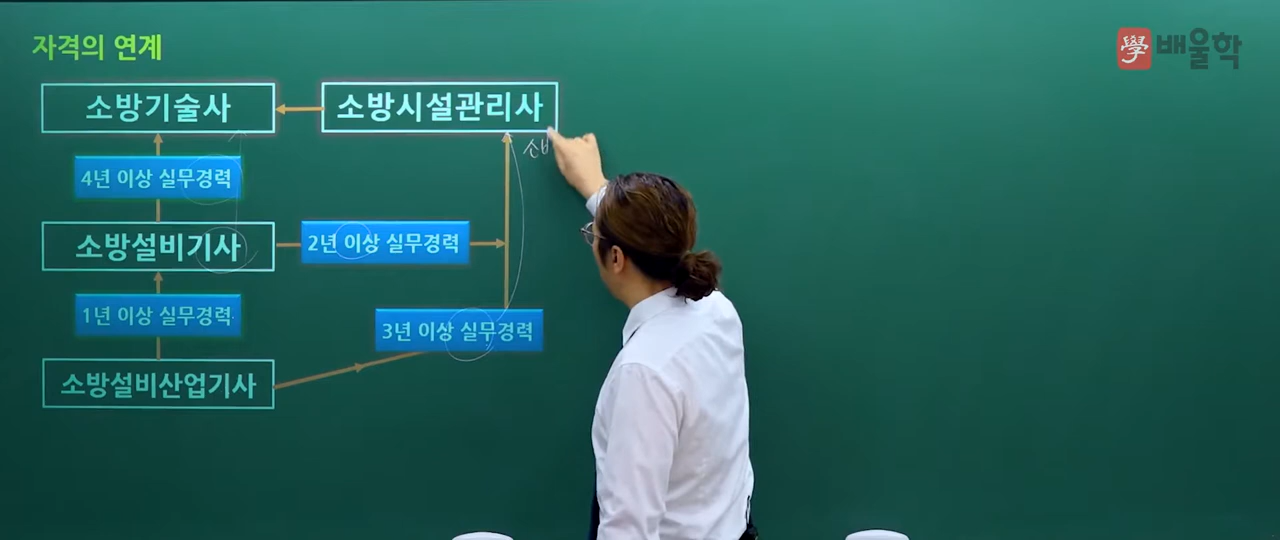 자격의 연계
學 배울학
소방기술사
소방시설관리사
소ㅂ
4년 이상 실무경력
소방설비기사
2년 이상 실무경력
1년 이상 실무경력
3년 이상 실무경력
소방설비산업기사